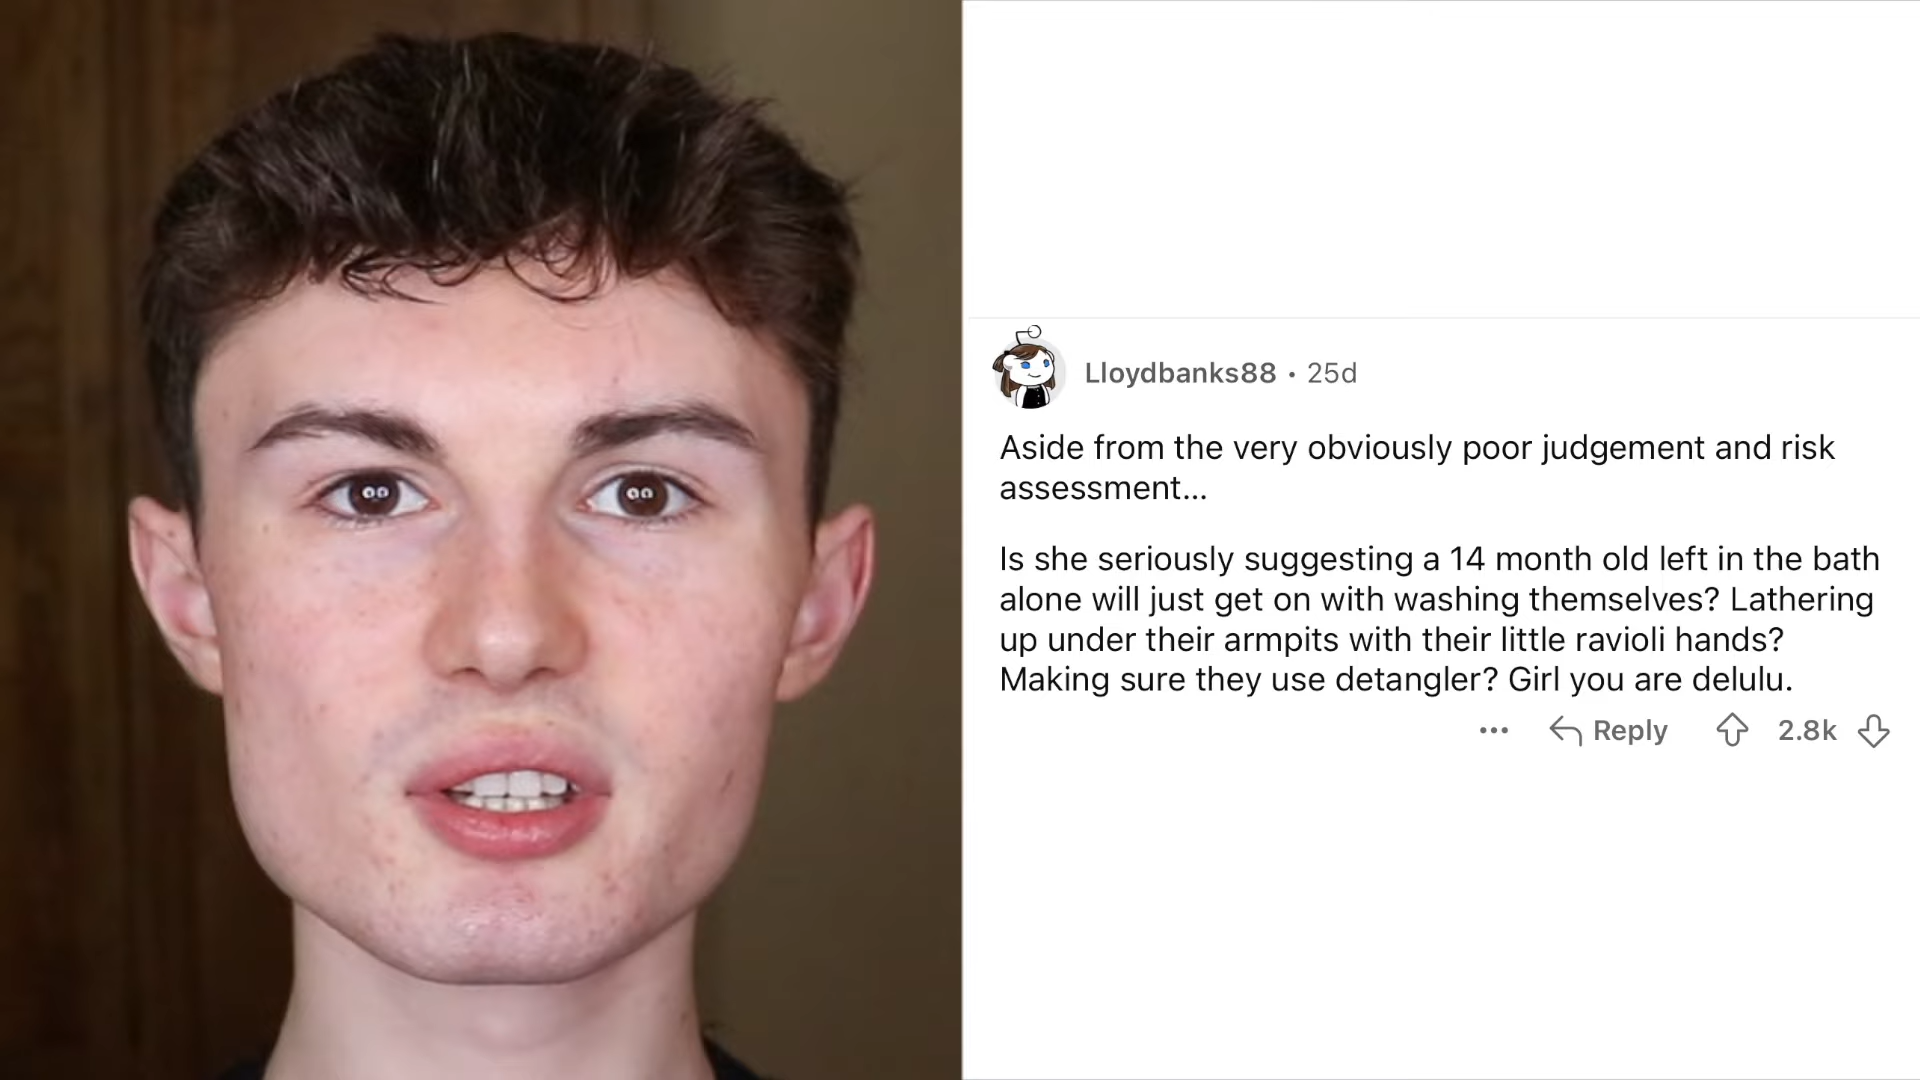 Lloydbanks88 • 25d
Aside from the very obviously poor judgement and risk
assessment...
Is she seriously suggesting a 14 month old left in the bath
alone will just get on with washing themselves? Lathering
up under their armpits with their little ravioli hands?
Making sure they use detangler? Girl you are delulu.
... Reply 2.8k